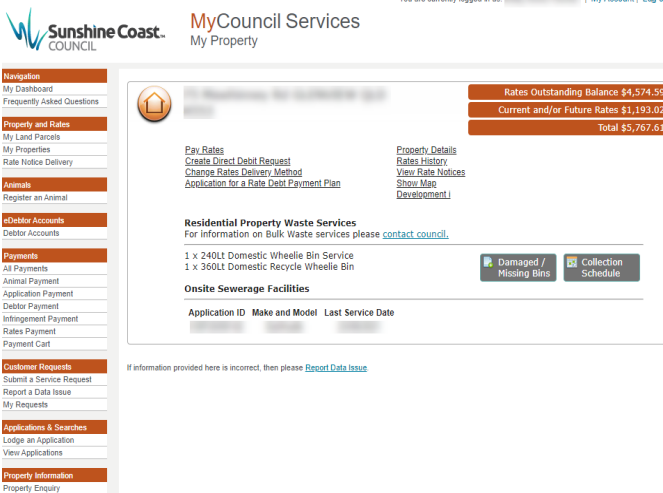 Sunshine Coast
COUNCIL
MyCouncil Services
My Property
Navigation
My Dashboard
Frequently Asked Questions
Property and Rates
My Land Parcels
My Properties
Rate Notice Delivery
Animals
Register an Animal
eDebtor Accounts
Debtor Accounts
Payments
All Payments
Animal Payment
Application Payment
Debtor Payment
Infringement Payment
Rates Payment
Payment Cart
Customer Requests
Submit a Service Request
Report a Data Issue
My Requests
Applications & Searches
Lodge an Application
View Applications
Property Information
Property Enquiry
Rates Outstanding Balance $4,574.59
Current and/or Future Rates $1,193.02
Total $5,767.61
Pay Rates
Create Direct Debit Request
Change Rates Delivery Method
Application for a Rate Debt Payment Plan
Property Details
Rates History
View Rate Notices
Show Map
Development i
Residential Property Waste Services
For information on Bulk Waste services please contact council.
1 x 240Lt Domestic Wheelie Bin Service
1 x 360Lt Domestic Recycle Wheelie Bin
Damaged /
Missing Bins
Collection
Schedule
Onsite Sewerage Facilities
Application ID Make and Model Last Service Date
If information provided here is incorrect, then please Report Data Issue